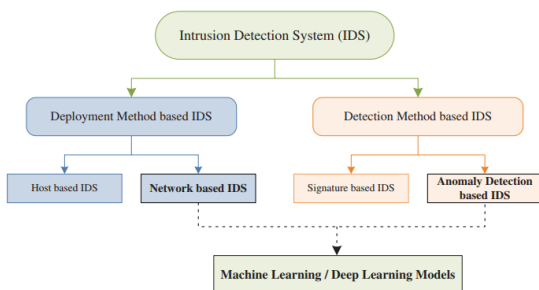 Intrusion Detection System (IDS)
Deployment Method based IDS
Detection Method based IDS
Host based IDS
Network based IDS
Signature based IDS
Anomaly Detection
based IDS
Machine Learning / Deep Learning Models